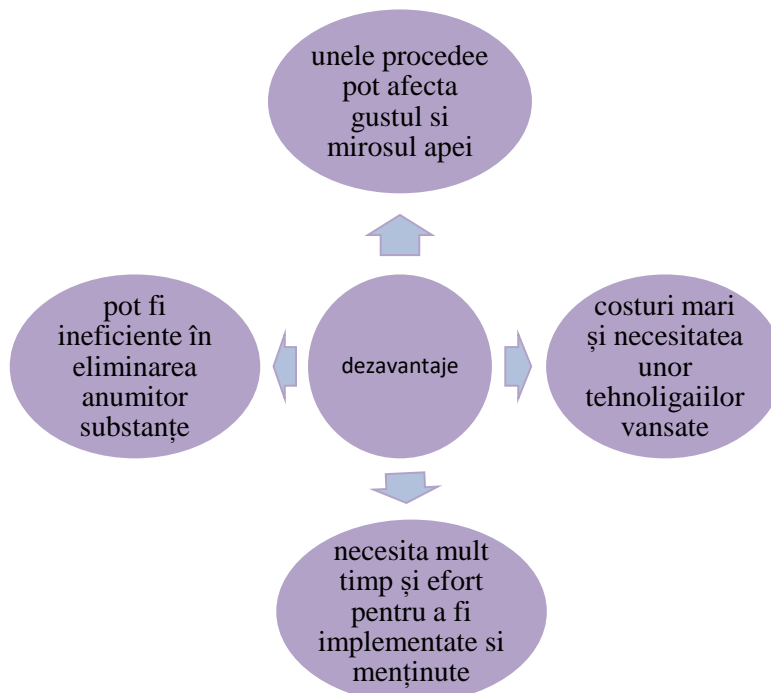 unele procedee
pot afecta
gustul si
mirosul apei
pot fi
ineficiente în
eliminarea
anumitor
substanțe
dezavantaje
costuri mari
și necesitatea
unor
tehnoligaiilor
vansate
necesita mult
timp și efort
pentru a fi
implementate si
menținute